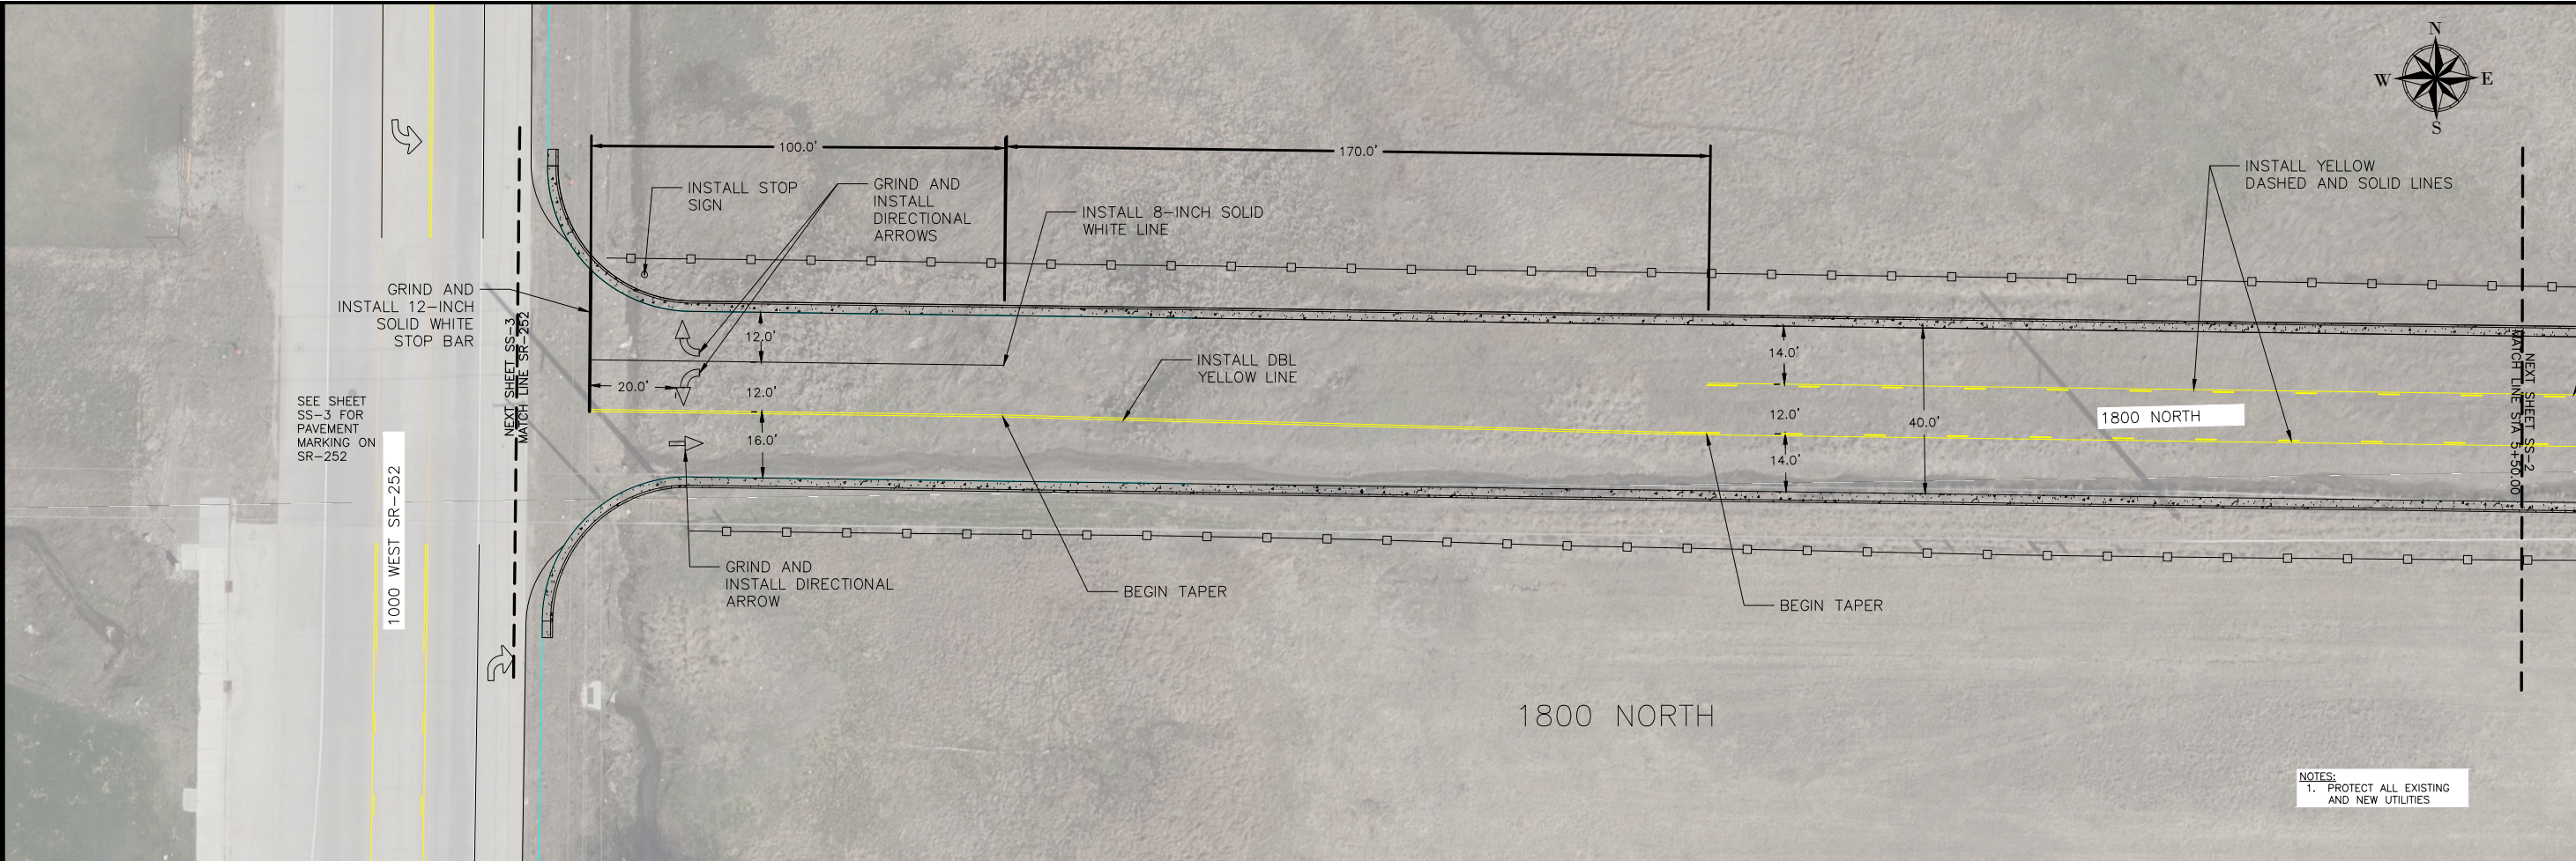 N
W
E
S
100.0'
170.0'
INSTALL STOP
SIGN
GRIND AND
INSTALL
DIRECTIONAL
ARROWS
INSTALL 8-INCH SOLID
WHITE LINE
INSTALL YELLOW
DASHED AND SOLID LINES
GRIND AND
INSTALL 12-INCH
SOLID WHITE
STOP BAR
NEXT SHEET SS-3
MATCH LINE SR-252
12.0'
20.0'
12.0'
16.0'
INSTALL DBL
YELLOW LINE
14.0'
12.0'
14.0'
40.0'
1800 NORTH
MATCH LINE STA 5+50.00
NEXT SHEET SS-2
SEE SHEET
SS-3 FOR
PAVEMENT
MARKING ON
SR-252
1000 WEST SR-252
GRIND AND
INSTALL DIRECTIONAL
ARROW
BEGIN TAPER
BEGIN TAPER
1800 NORTH
NOTES:
1. PROTECT ALL EXISTING
AND NEW UTILITIES